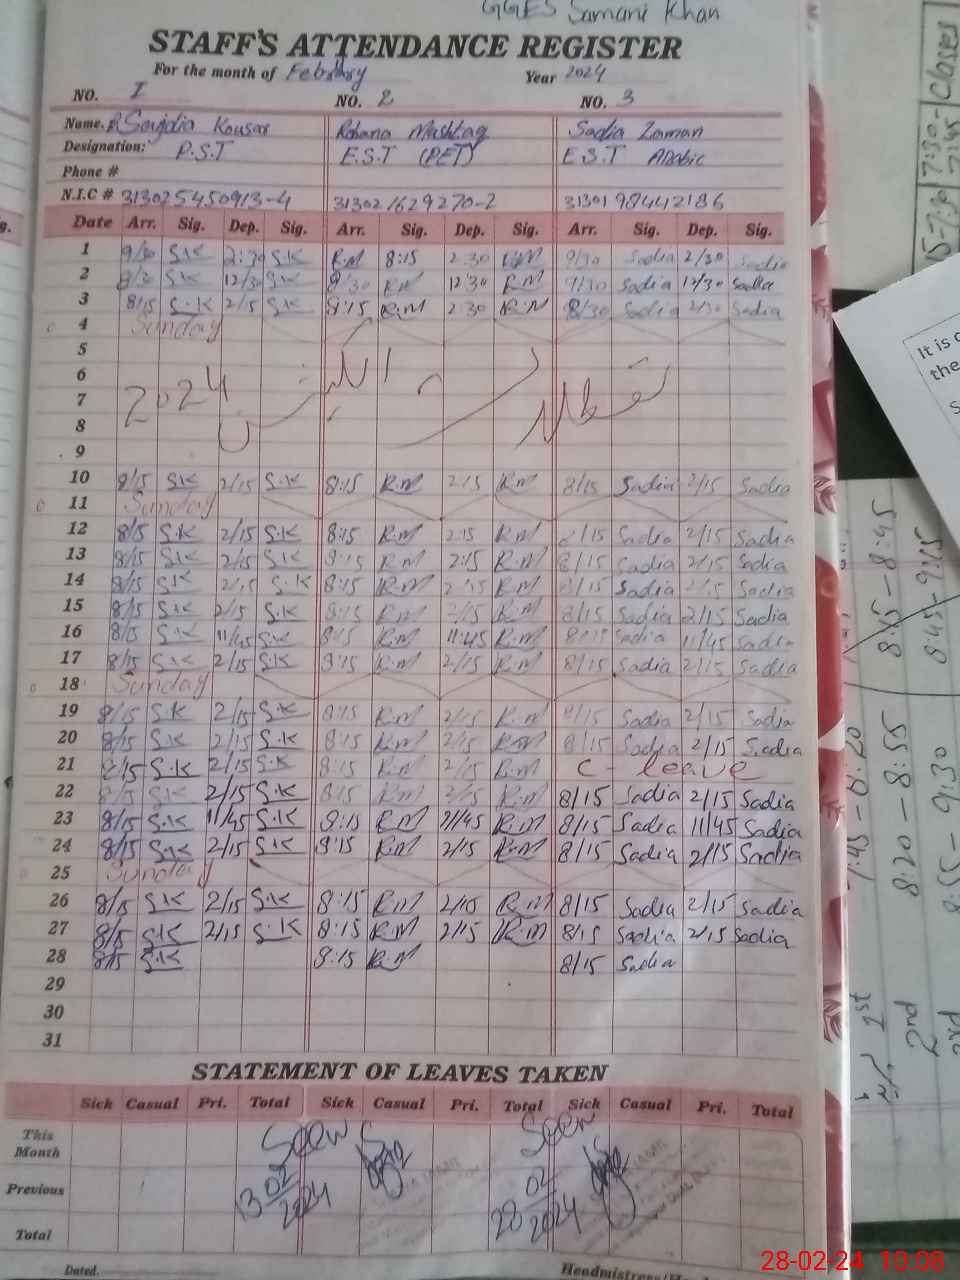 GGES Samani Khan
STAFF'S ATTENDANCE REGISTER
For the month of February Year 2024
NO. I NO. 2 NO. 3
Name. Sajdia Kousar Rohana Mushtaq Sadia Zaman
Designation: P.S.T E.S.T (PET) E.S.T Arabic
Phone #
N.I.C # 313025450913-4 313021629270-2 3130198442186
Date Arr. Sig. Dep. Sig. Arr. Sig. Dep. Sig. Arr. Sig. Dep. Sig.
1 9/30 S.K 2:30 S.K R.M 8:15 2:30 R.M 9/30 Sadia 2/30 Sadia
2 S.K 12/30 S.K 9/30 R.M 12:30 R.M 9/30 Sadia 12/30 Sadia
3 8/15 S.K 2/15 S.K 8:15 R.M 2:30 R.M 8/30 Sadia 2/30 Sadia
4 Sunday
5
6
7 2024
8
9
10 8/15 S.K 2/15 S.K 8:15 R.M 2/15 R.M 8/15 Sadia 2/15 Sadia
11 Sunday
12 8/15 S.K 2/15 S.K 8:15 R.M 2:15 R.M 8/15 Sadia 2/15 Sadia
13 8/15 S.K 2/15 S.K 8:15 R.M 2:15 R.M 8/15 Sadia 2/15 Sadia
14 8/15 S.K 2/15 S.K 8:15 R.M 2:15 R.M 8/15 Sadia 2/15 Sadia
15 8/15 S.K 2/15 S.K 8:15 R.M 2/15 R.M 8/15 Sadia 2/15 Sadia
16 8/15 S.K 11/45 S.K 8:15 R.M 11:45 R.M 8/15 Sadia 11/45 Sadia
17 8/15 S.K 2/15 S.K 8:15 R.M 2/15 R.M 8/15 Sadia 2/15 Sadia
18 Sunday
19 8/15 S.K 2/15 S.K 8:15 R.M 2/15 R.M 8/15 Sadia 2/15 Sadia
20 8/15 S.K 2/15 S.K 8:15 R.M 2/15 R.M 8/15 Sadia 2/15 Sadia
21 8/15 S.K 2/15 S.K 8:15 R.M 2/15 R.M C - leave
22 8/15 S.K 2/15 S.K 8:15 R.M 2/15 R.M 8/15 Sadia 2/15 Sadia
23 8/15 S.K 11/45 S.K 8:15 R.M 11/45 R.M 8/15 Sadia 11/45 Sadia
24 8/15 S.K 2/15 S.K 8:15 R.M 2/15 R.M 8/15 Sadia 2/15 Sadia
25 Sunday
26 8/15 S.K 2/15 S.K 8:15 R.M 2/15 R.M 8/15 Sadia 2/15 Sadia
27 8/15 S.K 2/15 S.K 8:15 R.M 2/15 R.M 8/15 Sadia 2/15 Sadia
28 8/15 S.K 8:15 R.M 8/15 Sadia
29
30
31
STATEMENT OF LEAVES TAKEN
Sick Casual Pri. Total Sick Casual Pri. Total Sick Casual Pri. Total
This Month
Seen Seen
Previous
13 02 2024 20 02 2024
Total
Dated. Headmistress/
It is
the
7:30 - Classes
1st 7:45 - 8:20
2nd 8:20 - 8:55 8:45 - 8:45
8:55 - 9:30 8:45 - 9:15
28-02-24 10:08